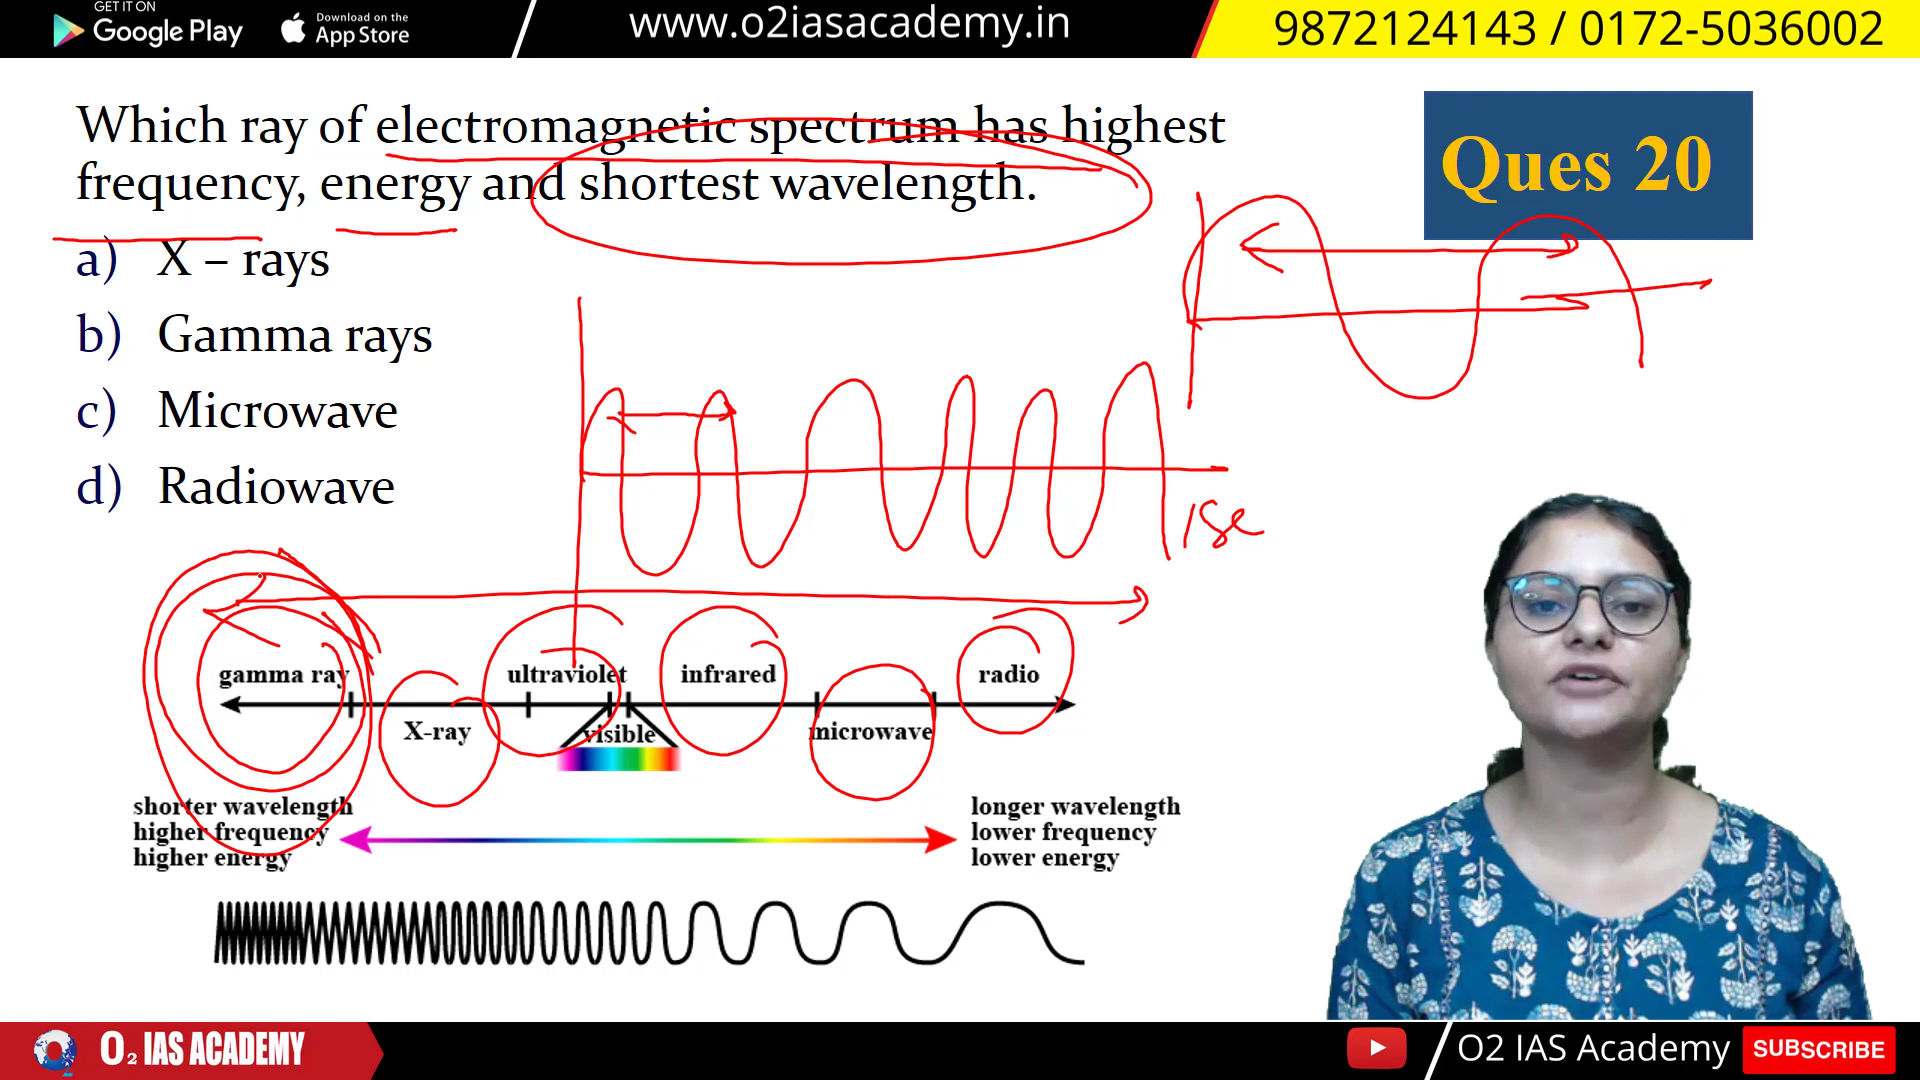 GET IT ON
Google Play
Download on the
App Store
www.o2iasacademy.in
9872124143 / 0172-5036002
Which ray of electromagnetic spectrum has highest
frequency, energy and shortest wavelength.
Ques 20
a) X – rays
b) Gamma rays
c) Microwave
d) Radiowave
1 Sec
gamma ray
ultraviolet
infrared
radio
X-ray
visible
microwave
shorter wavelength
higher frequency
higher energy
longer wavelength
lower frequency
lower energy
O2 IAS ACADEMY
O2 IAS Academy
SUBSCRIBE